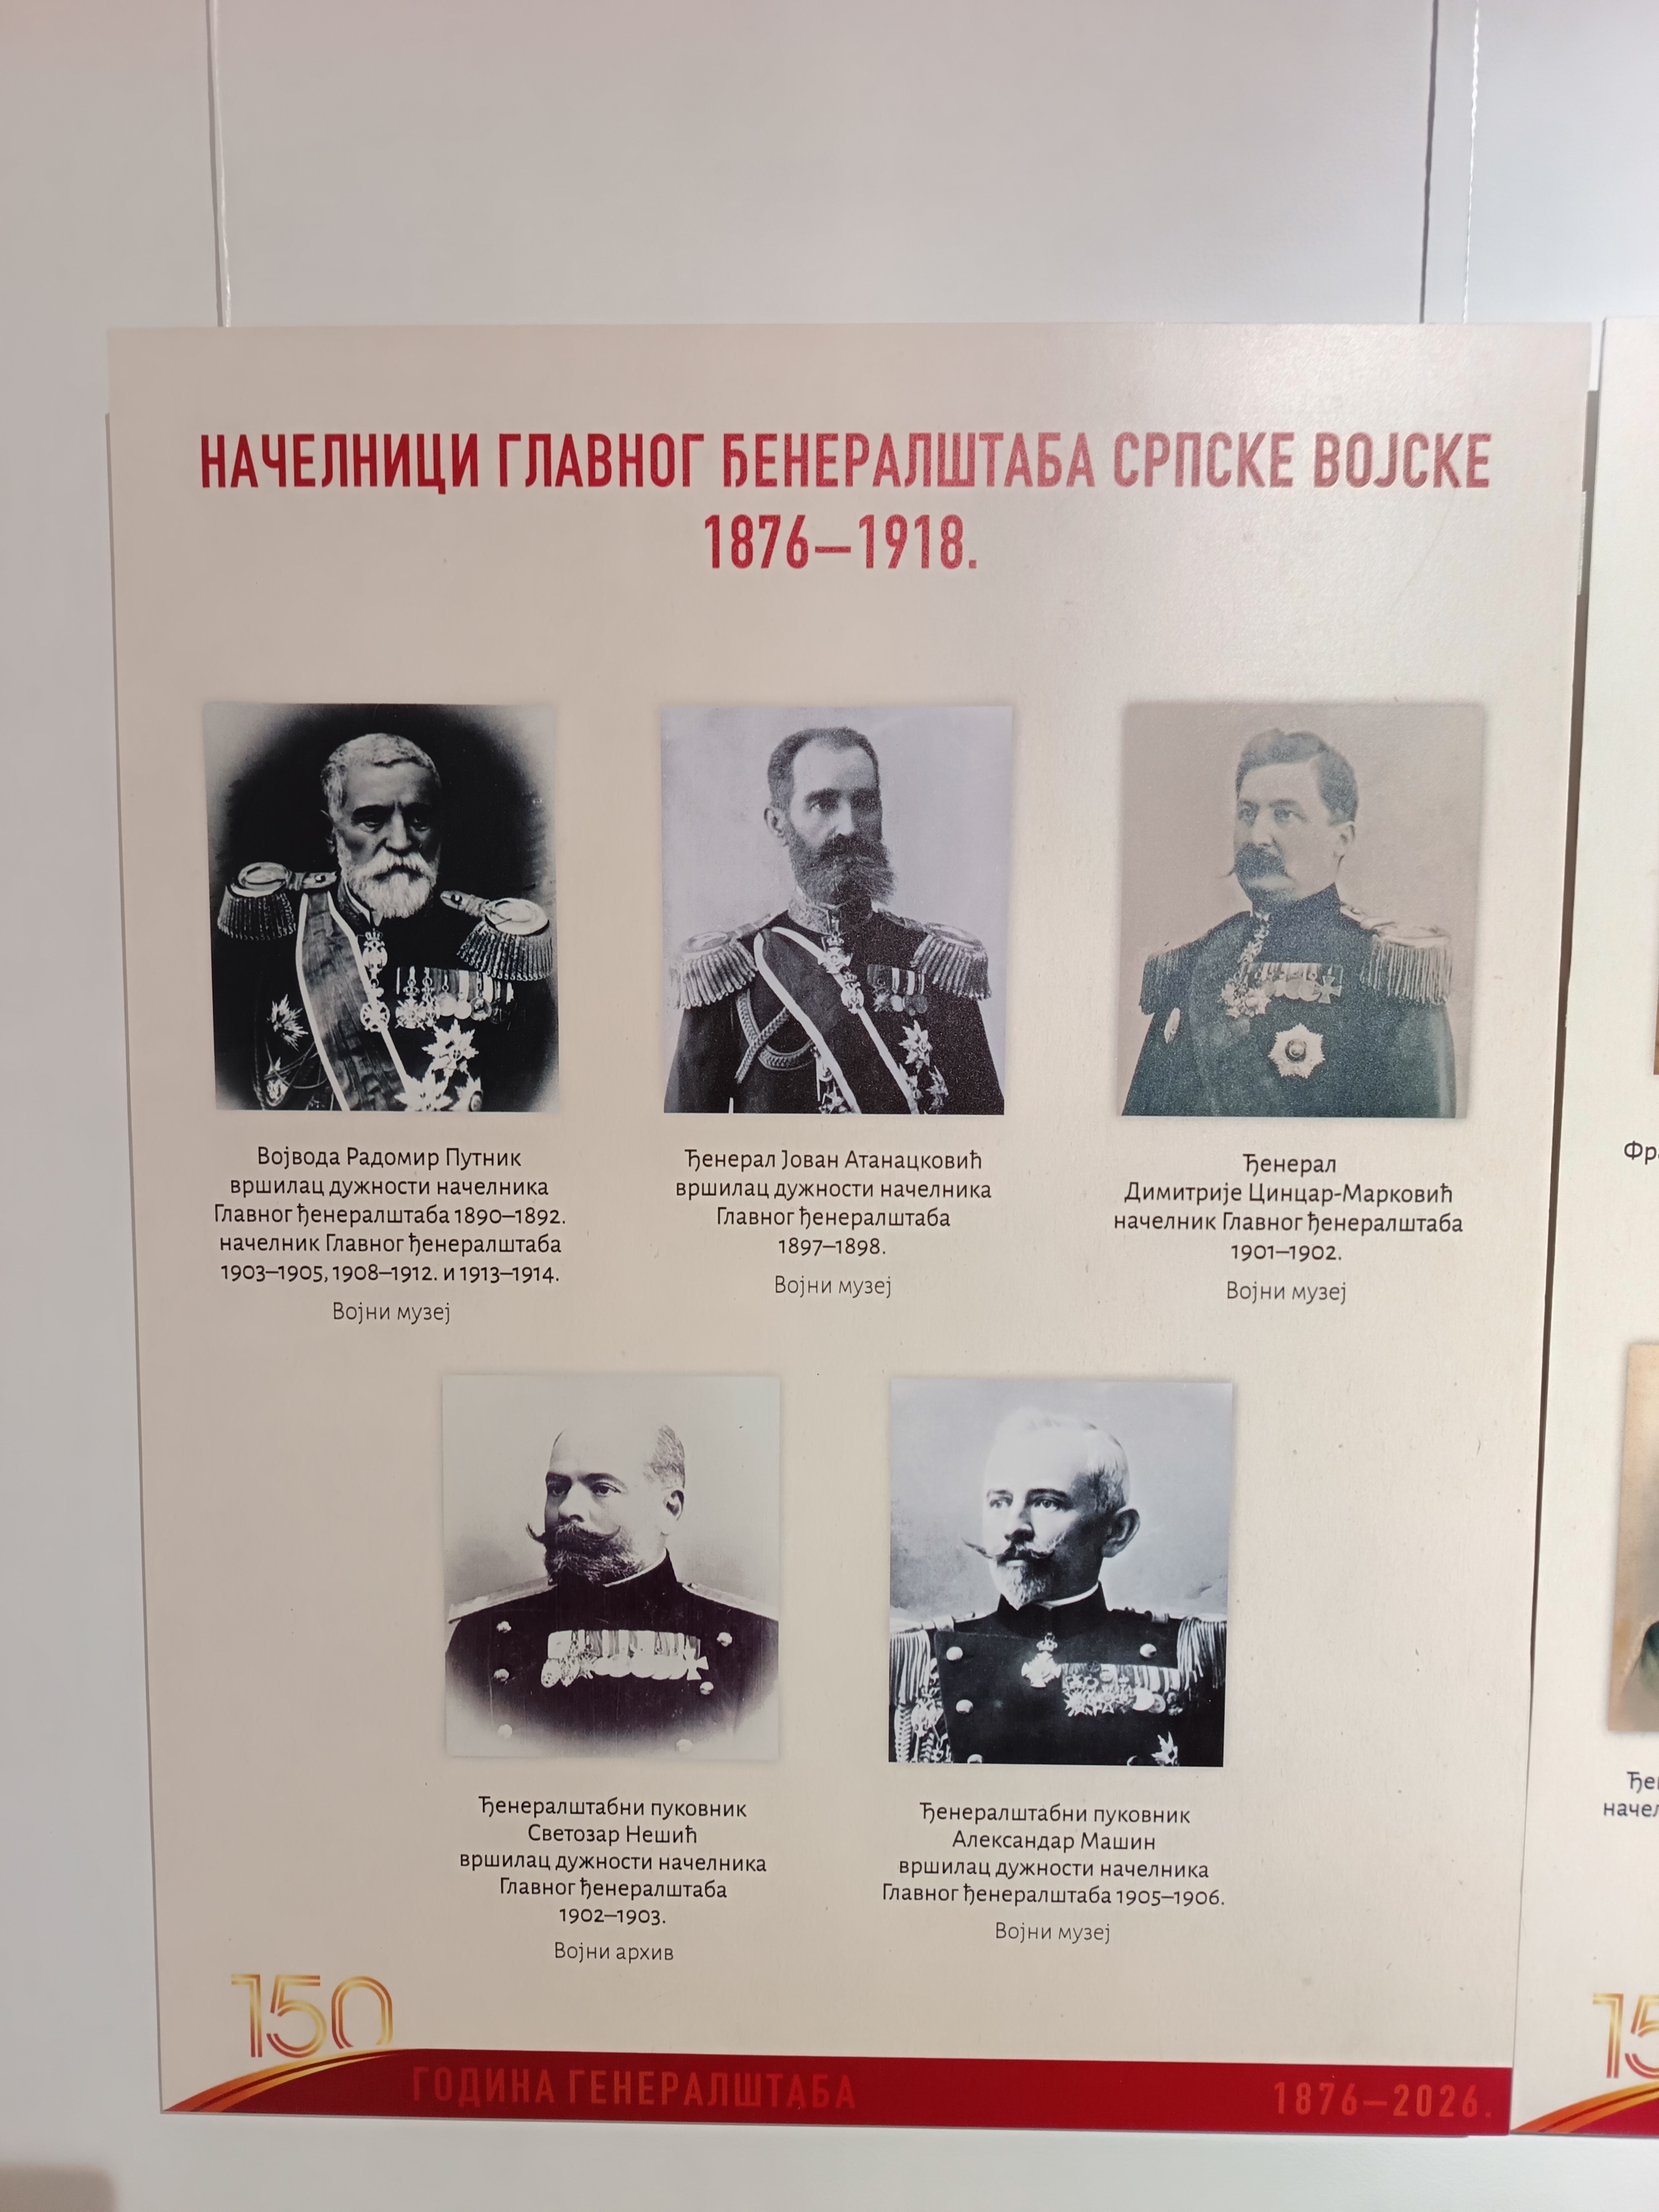 НАЧЕЛНИЦИ ГЛАВНОГ ЂЕНЕРАЛШТАБА СРПСКЕ ВОЈСКЕ
1876–1918.
Војвода Радомир Путник
вршилац дужности начелника
Главног ђенералштаба 1890–1892.
начелник Главног ђенералштаба
1903–1905, 1908–1912. и 1913–1914.
Војни музеј
Ђенерал Јован Атанацковић
вршилац дужности начелника
Главног ђенералштаба
1897–1898.
Војни музеј
Ђенерал
Димитрије Цинцар-Марковић
начелник Главног ђенералштаба
1901–1902.
Војни музеј
Ђенералштабни пуковник
Светозар Нешић
вршилац дужности начелника
Главног ђенералштаба
1902–1903.
Војни архив
Ђенералштабни пуковник
Александар Машин
вршилац дужности начелника
Главног ђенералштаба 1905–1906.
Војни музеј
150
ГОДИНА ГЕНЕРАЛШТАБА
1876–2026.